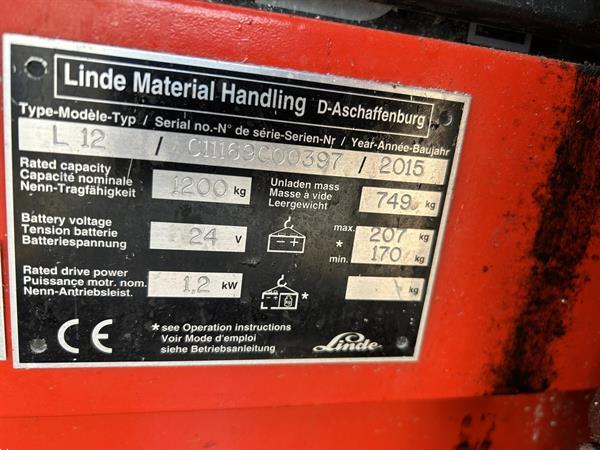 Linde Material Handling D-Aschaffenburg
Type-Modèle-Typ / Serial no.-N° de série-Serien-Nr / Year-Année-Baujahr
L 12 / C11169C00397 / 2015
Rated capacity
Capacité nominale
Nenn-Tragfähigkeit
1200 kg
Unladen mass
Masse à vide
Leergewicht
749 kg
Battery voltage
Tension batterie
Batteriespannung
24 V
- +
max. 207 kg
*
min. 170 kg
Rated drive power
Puissance motr. nom.
Nenn-Antriebsleist.
1,2 kW
*
kg
CE
* see Operation instructions
Voir Mode d'emploi
siehe Betriebsanleitung
Linde